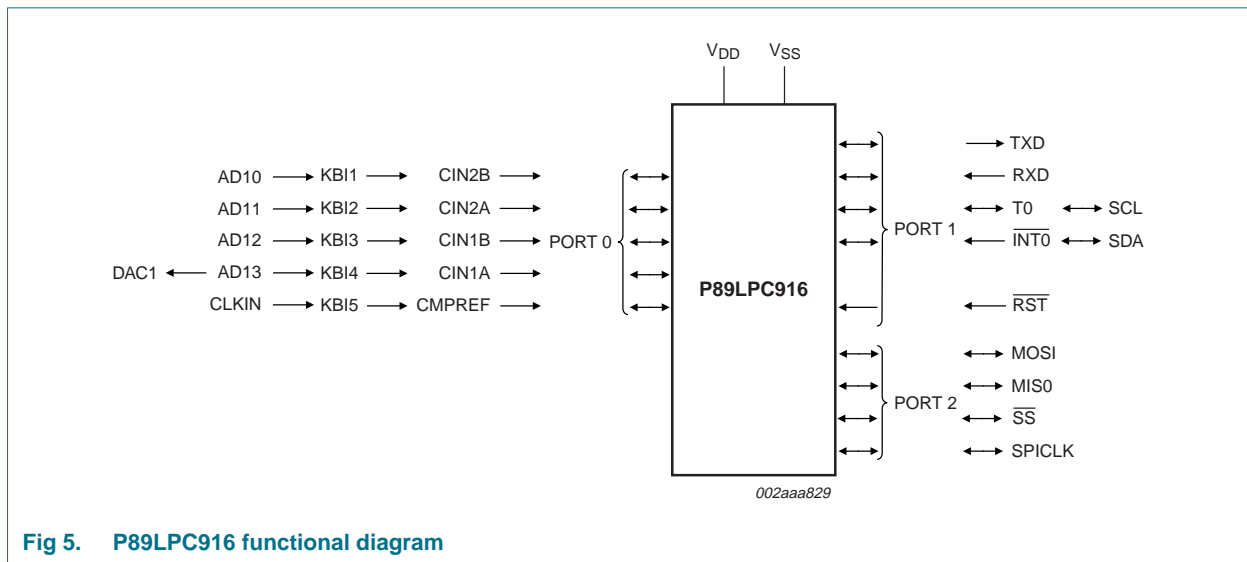 VDD VSS
TXD
AD10 KBI1 CIN2B RXD
AD11 KBI2 CIN2A T0 SCL
AD12 KBI3 CIN1B PORT 0 PORT 1 INT0 SDA
DAC1 AD13 KBI4 CIN1A
P89LPC916
CLKIN KBI5 CMPREF RST
MOSI
MIS0
PORT 2
SS
SPICLK
002aaa829
Fig 5. P89LPC916 functional diagram